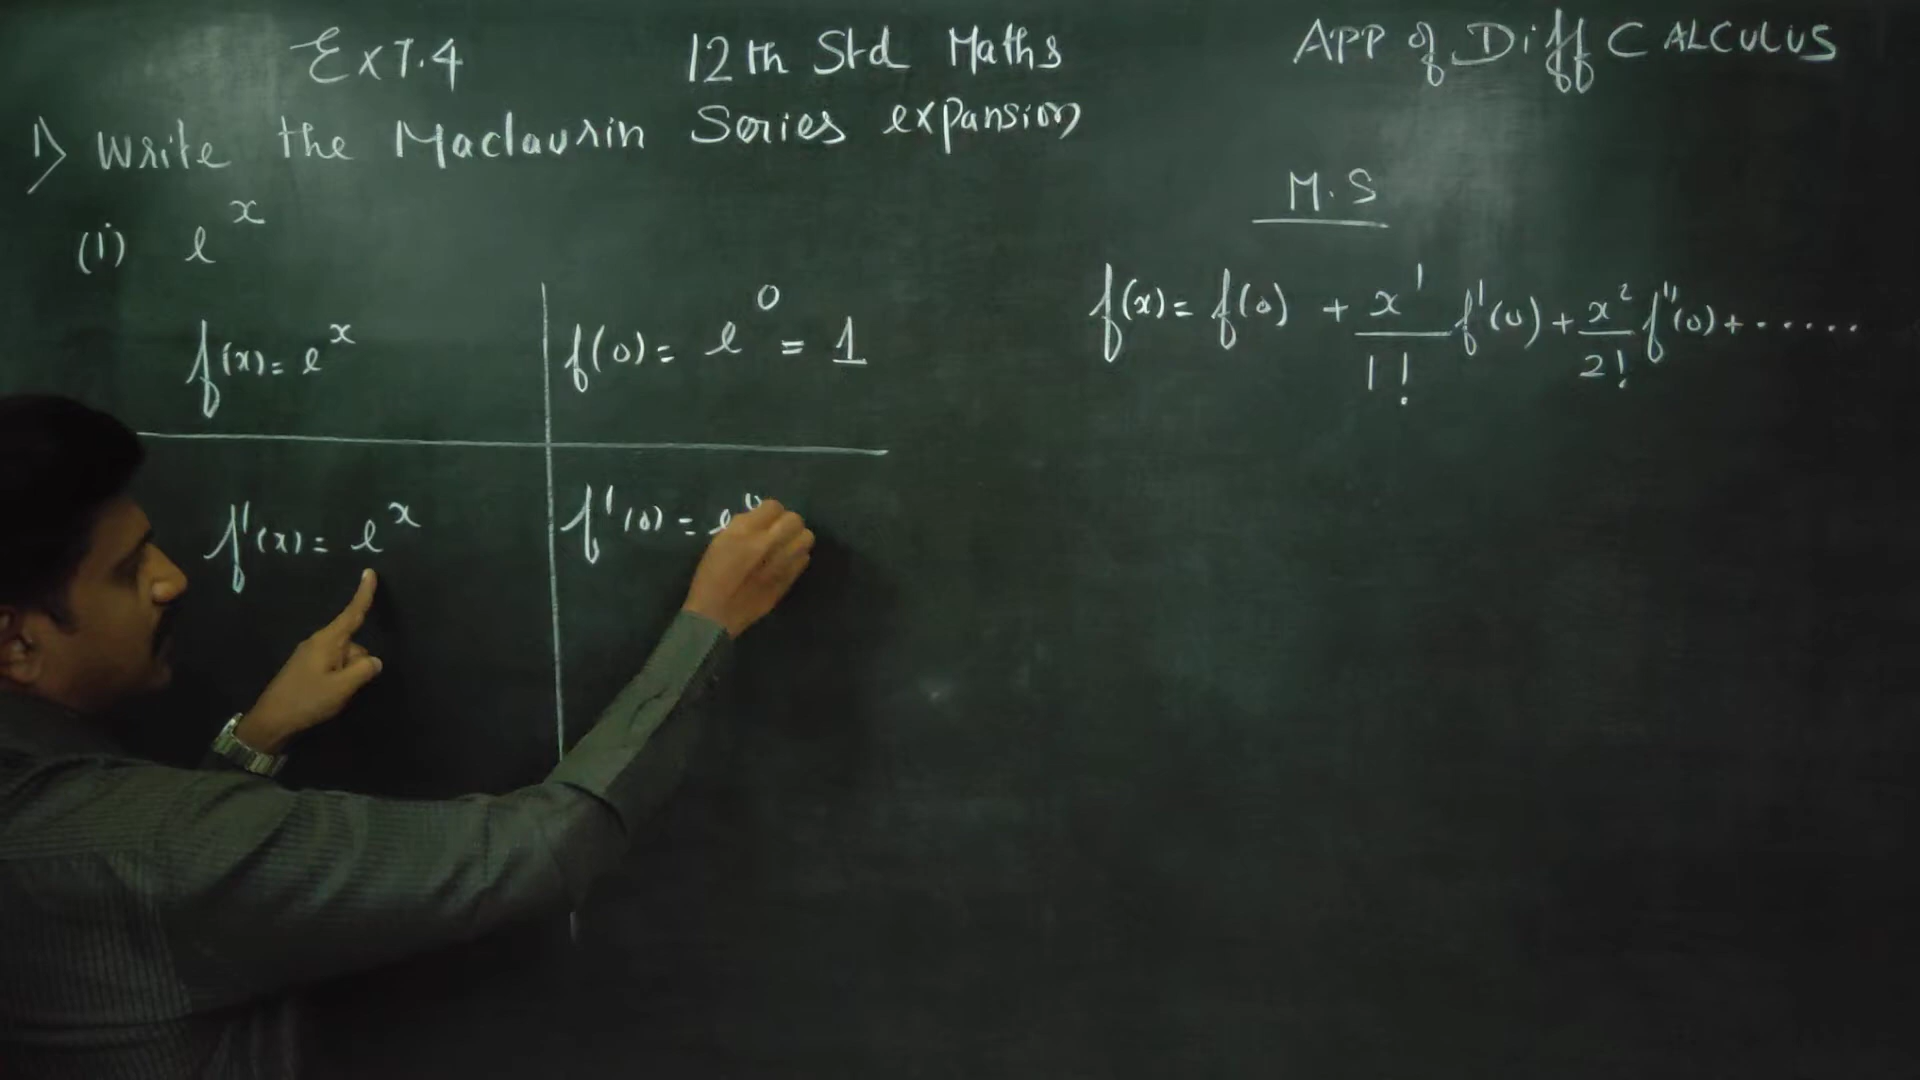 Ex 7.4 12th Std Maths APP of Diff CALCULUS
1) Write the Maclaurin Series expansion
M.S
(i) e^x
f(x) = f(0) + x^1/1! f'(0) + x^2/2! f''(0) + ......
f(x) = e^x f(0) = e^0 = 1
f'(x) = e^x f'(0) = e^0